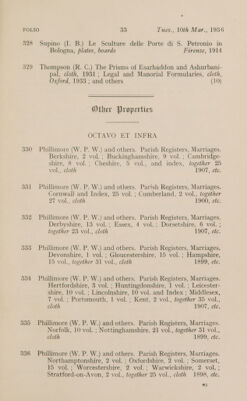 FOLIO 33 Tues., 10th Mar., 1936
328 Supino (I. B.) Le Sculture delle Porte di S. Petronio in
Bologna, plates, boards Firenze, 1914
329 Thompson (R. C.) The Prisms of Esarhaddon and Ashurbani-
pal, cloth, 1931; Legal and Manorial Formularies, cloth,
Oxford, 1933; and others (10)
Other Properties
OCTAVO ET INFRA
330 Phillimore (W. P. W.) and others. Parish Registers, Marriages.
Berkshire, 2 vol.; Buckinghamshire, 9 vol.; Cambridge-
shire, 8 vol.; Cheshire, 5 vol., and index, together 25
vol., cloth 1907, etc.
331 Phillimore (W. P. W.) and others. Parish Registers, Marriages.
Cornwall and Index, 25 vol.; Cumberland, 2 vol., together
27 vol., cloth 1900, etc.
332 Phillimore (W. P. W.) and others. Parish Registers, Marriages.
Derbyshire, 15 vol.; Essex, 4 vol.; Dorsetshire, 6 vol.;
together 25 vol., cloth 1907, etc.
333 Phillimore (W. P. W.) and others. Parish Registers, Marriages.
Devonshire, 1 vol.; Gloucestershire, 15 vol.; Hampshire,
15 vol., together 31 vol., cloth 1899, etc.
334 Phillimore (W. P. W.) and others. Parish Registers, Marriages.
Hertfordshire, 3 vol.; Huntingdonshire, 1 vol.; Leicester-
shire, 10 vol.; Lincolnshire, 10 vol. and Index; Middlesex,
7 vol.; Portsmouth, 1 vol.; Kent, 2 vol., together 35 vol.,
cloth 1907, etc.
335 Phillimore (W. P. W.) and others. Parish Registers, Marriages.
Norfolk, 10 vol.; Nottinghamshire, 21 vol., together 31 vol.,
cloth 1899, etc.
336 Phillimore (W. P. W.) and others. Parish Registers, Marriages.
Northamptonshire, 2 vol.; Oxfordshire, 2 vol.; Somerset,
15 vol.; Worcestershire, 2 vol.; Warwickshire, 2 vol.;
Stratford-on-Avon, 2 vol., together 25 vol., cloth 1898, etc.